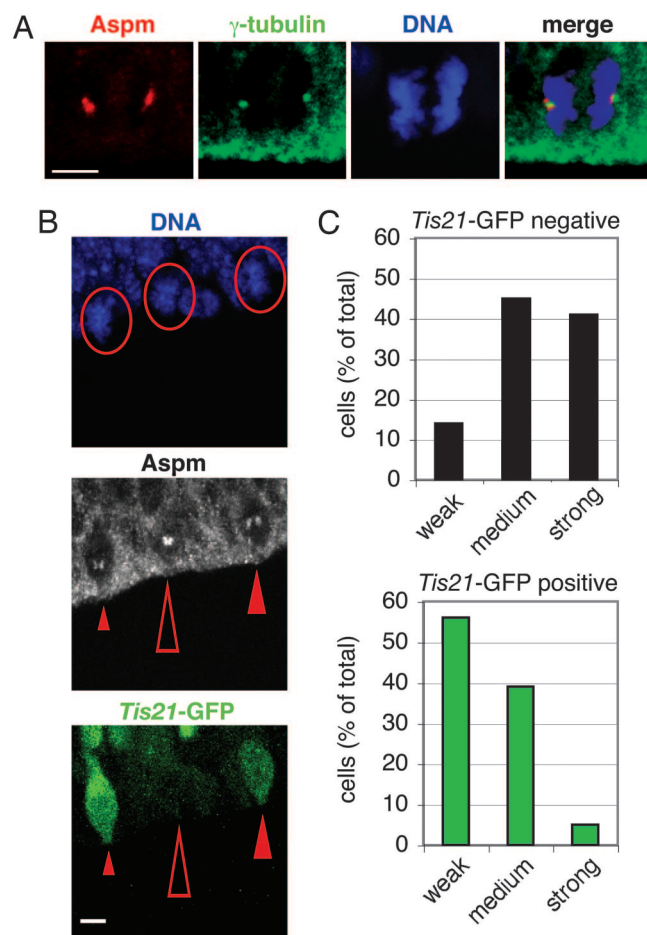 A
Aspm
γ-tubulin
DNA
merge
B
DNA
Aspm
Tis21-GFP
C
Tis21-GFP negative
cells (% of total)
60
50
40
30
20
10
0
weak
medium
strong
Tis21-GFP positive
cells (% of total)
60
50
40
30
20
10
0
weak
medium
strong